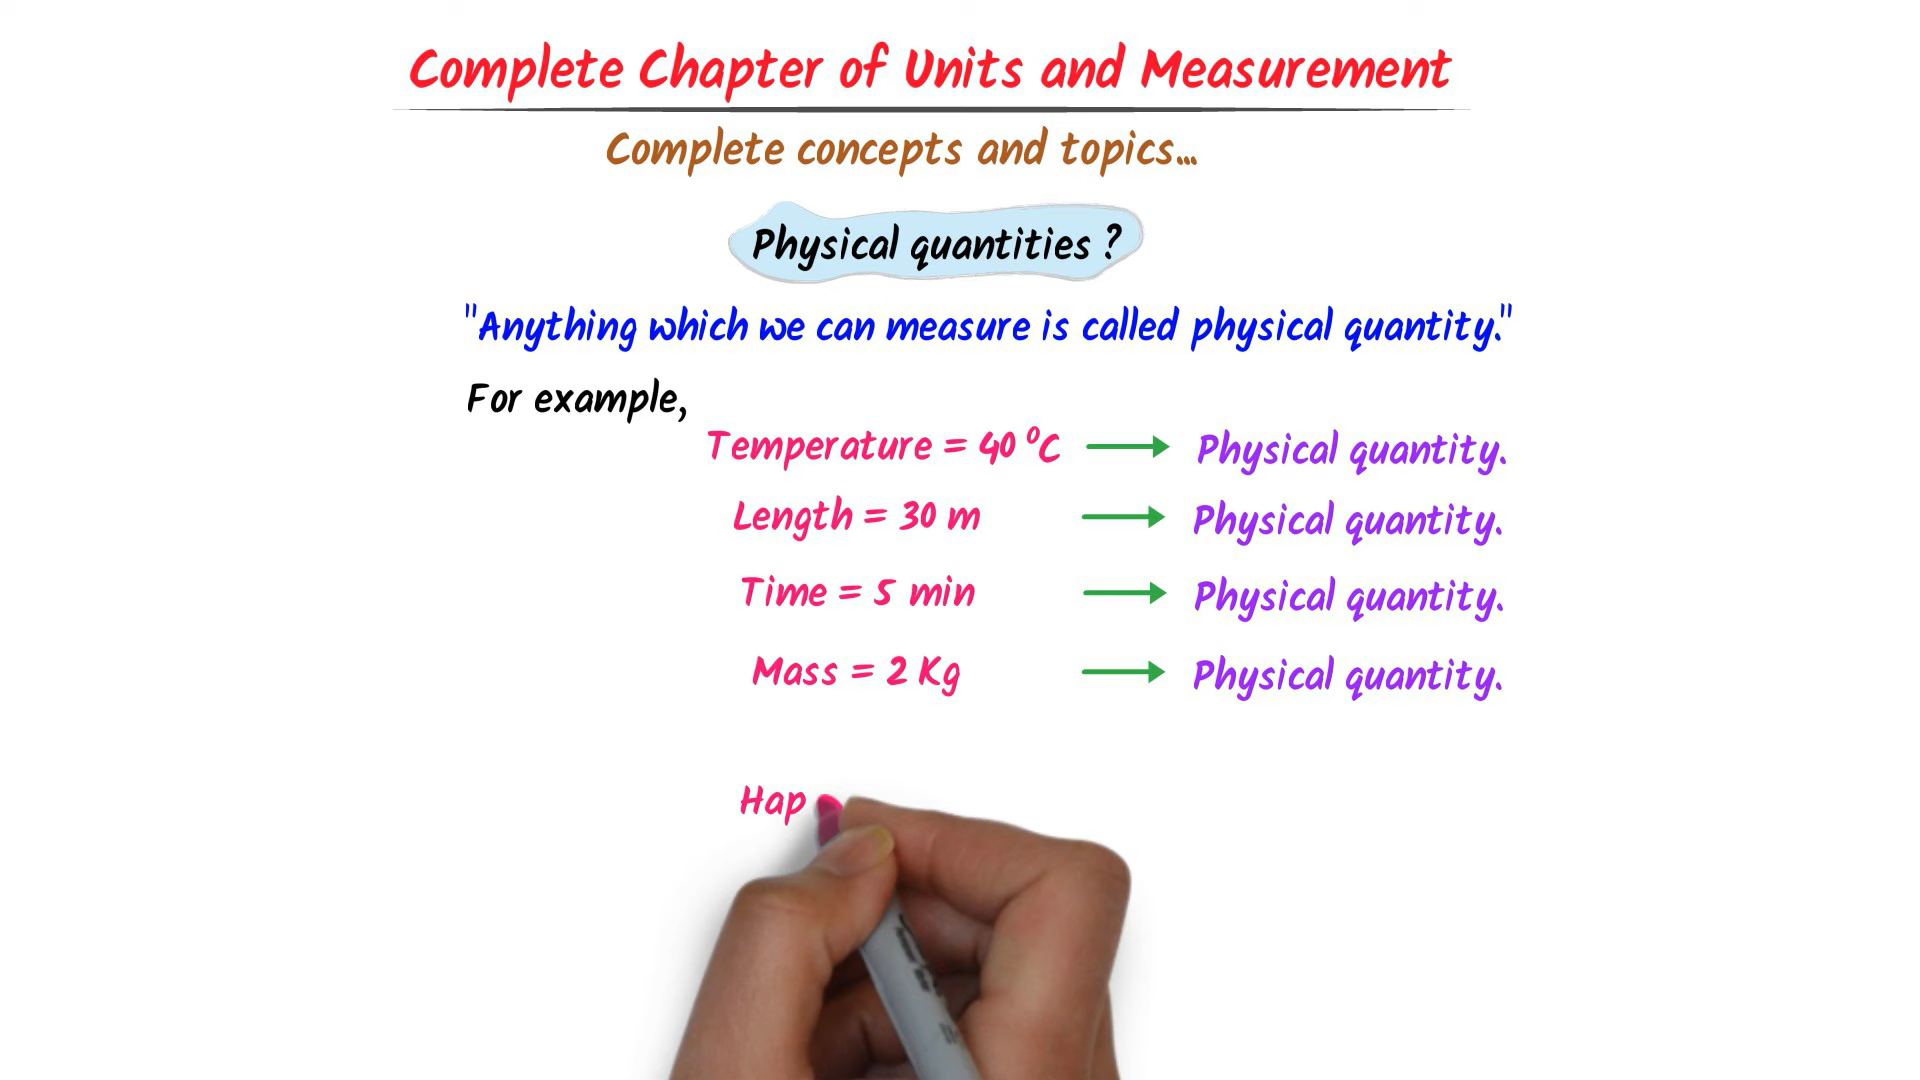 Complete Chapter of Units and Measurement
Complete concepts and topics...
Physical quantities ?
"Anything which we can measure is called physical quantity."
For example,
Temperature = 40 ⁰C → Physical quantity.
Length = 30 m → Physical quantity.
Time = 5 min → Physical quantity.
Mass = 2 Kg → Physical quantity.
Hap